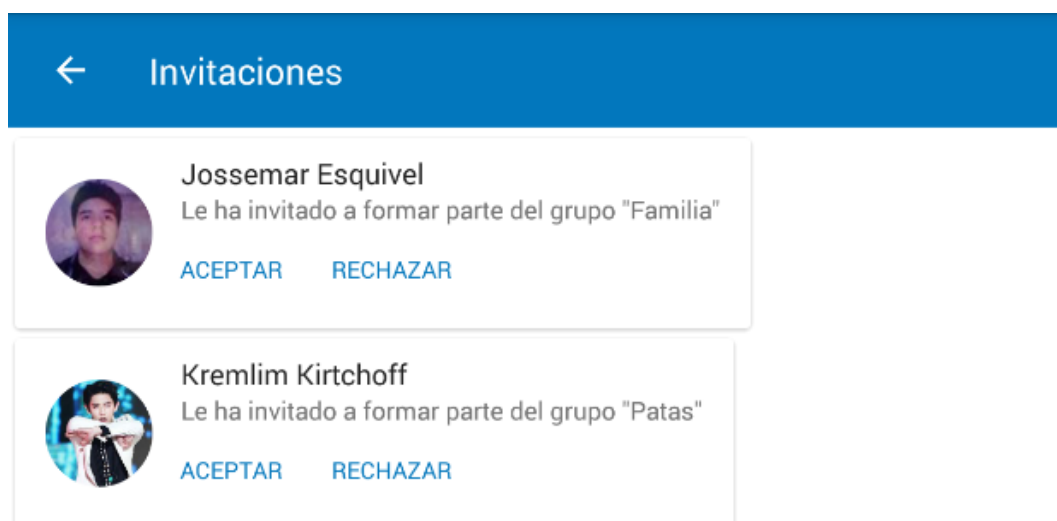 Invitaciones
Jossemar Esquivel
Le ha invitado a formar parte del grupo "Familia"
ACEPTAR RECHAZAR
Kremlim Kirtchoff
Le ha invitado a formar parte del grupo "Patas"
ACEPTAR RECHAZAR